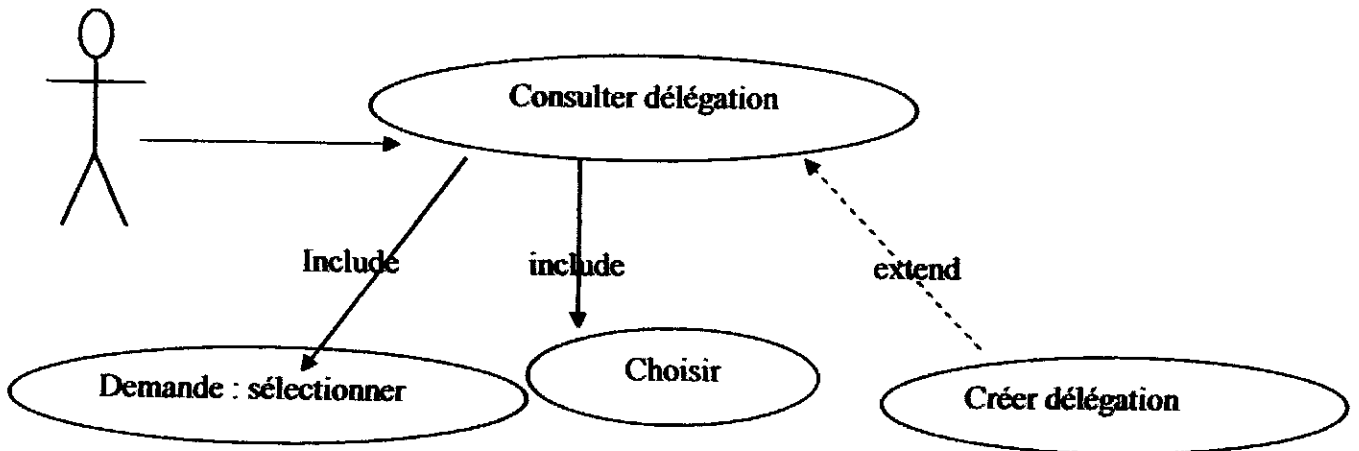 Consulter délégation
Include
include
extend
Demande : sélectionner
Choisir
Créer délégation